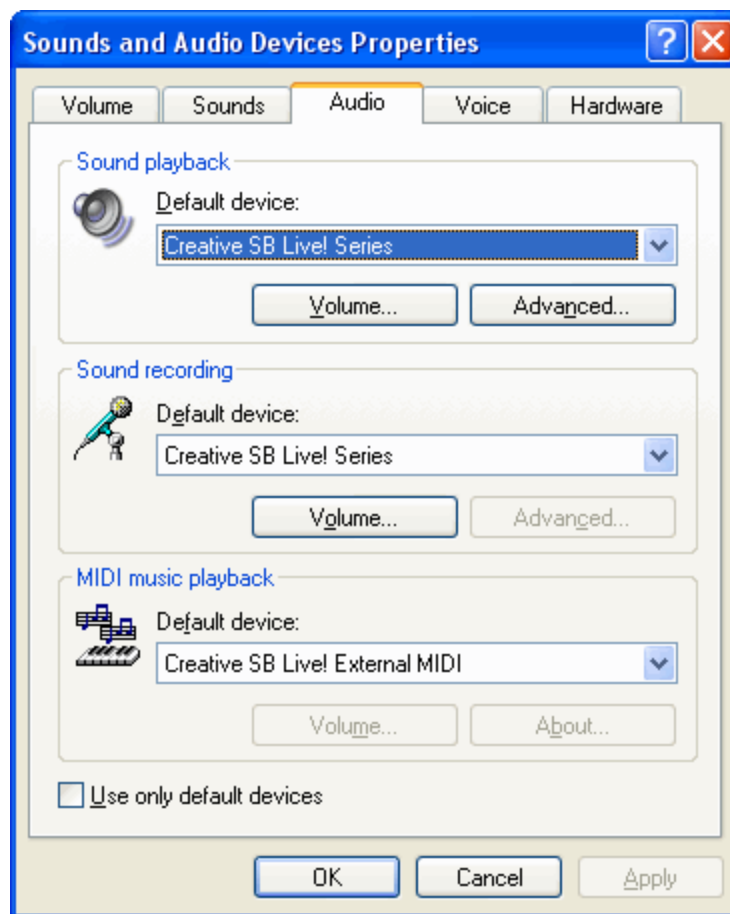 Sounds and Audio Devices Properties
Volume Sounds Audio Voice Hardware
Sound playback
Default device:
Creative SB Live! Series
Volume... Advanced...
Sound recording
Default device:
Creative SB Live! Series
Volume... Advanced...
MIDI music playback
Default device:
Creative SB Live! External MIDI
Volume... About...
Use only default devices
OK Cancel Apply